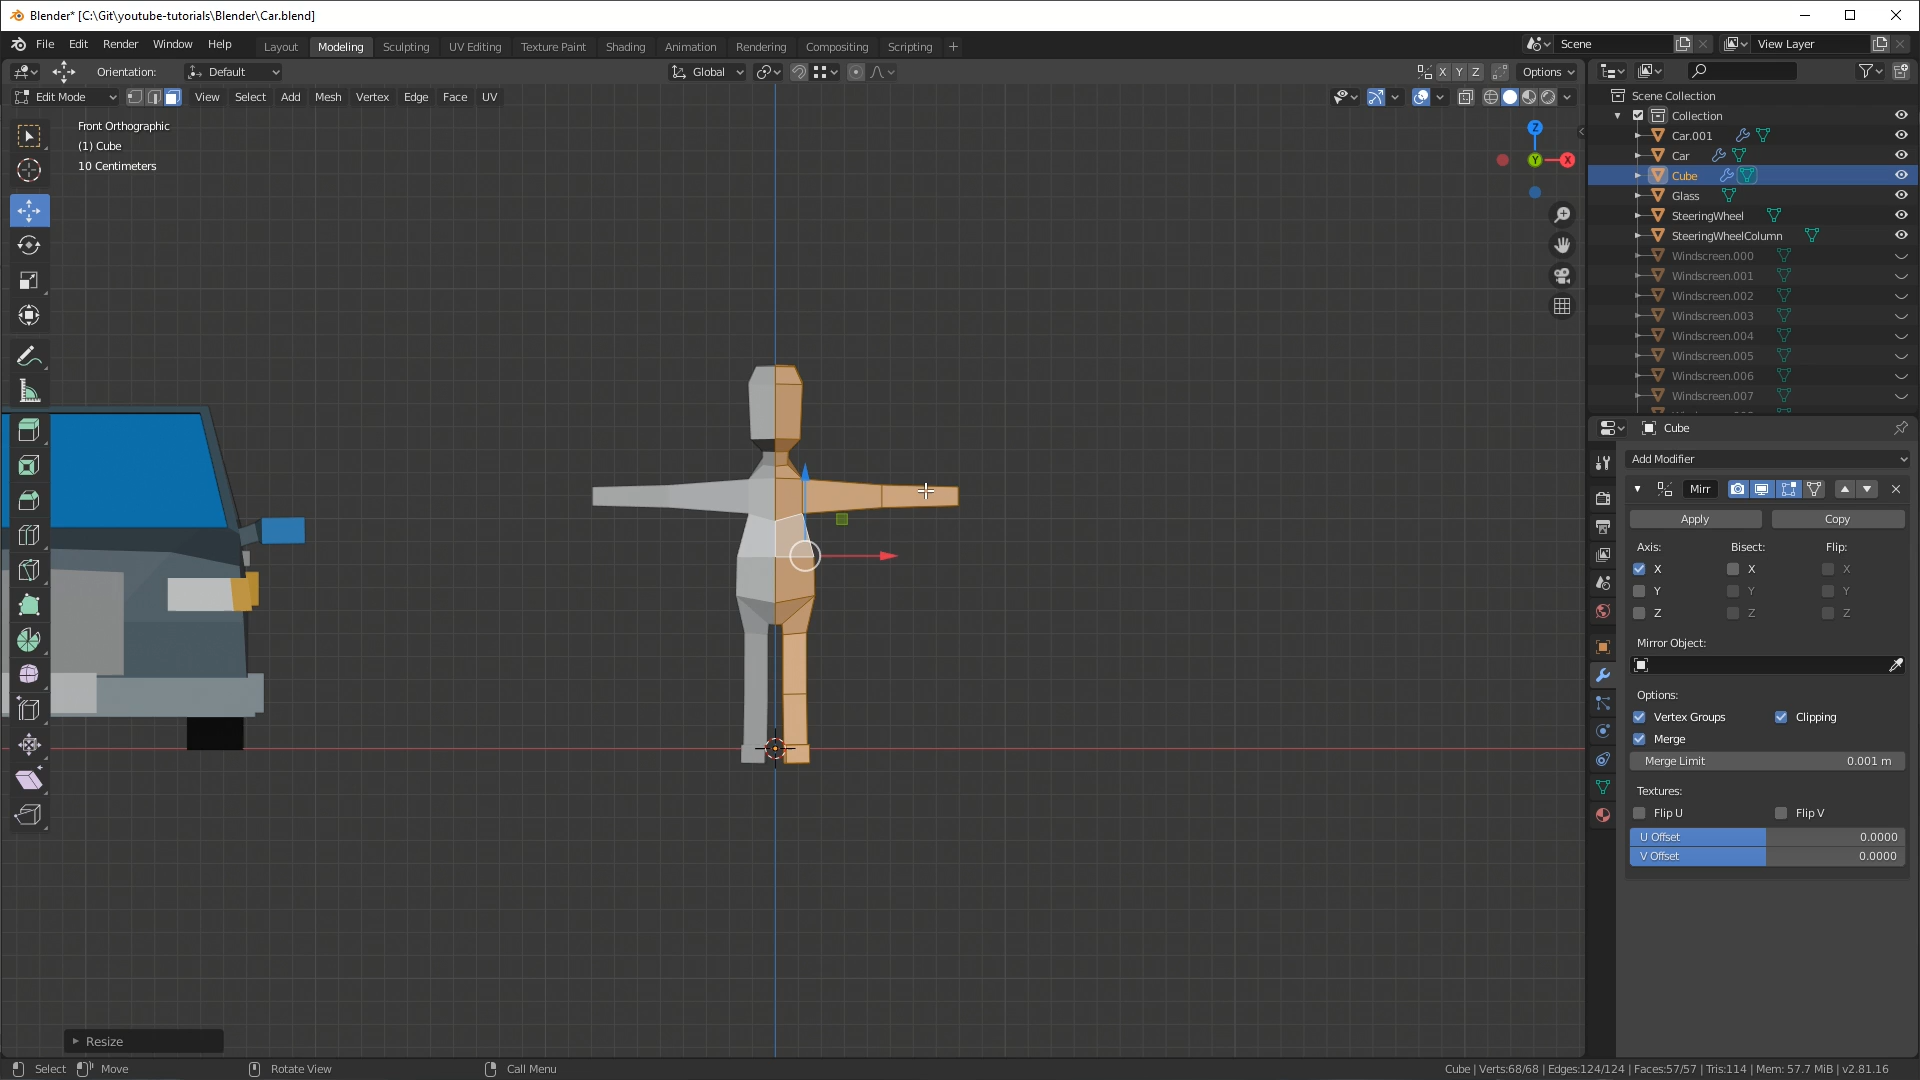 Blender* [C:\Git\youtube-tutorials\Blender\Car.blend]
File Edit Render Window Help Layout Modeling Sculpting UV Editing Texture Paint Shading Animation Rendering Compositing Scripting + Scene View Layer
Orientation: Default Global X Y Z Options
Edit Mode View Select Add Mesh Vertex Edge Face UV
Front Orthographic
(1) Cube
10 Centimeters
Z
Y
X
Scene Collection
Collection
Car.001
Car
Cube
Glass
SteeringWheel
SteeringWheelColumn
Windscreen.000
Windscreen.001
Windscreen.002
Windscreen.003
Windscreen.004
Windscreen.005
Windscreen.006
Windscreen.007
Cube
Add Modifier
Mirr
Apply Copy
Axis: Bisect: Flip:
X X X
Y Y Y
Z Z Z
Mirror Object:
Options:
Vertex Groups Clipping
Merge
Merge Limit 0.001 m
Textures:
Flip U Flip V
U Offset 0.0000
V Offset 0.0000
Resize
Select Move Rotate View Call Menu Cube | Verts:68/68 | Edges:124/124 | Faces:57/57 | Tris:114 | Mem: 57.7 MiB | v2.81.16